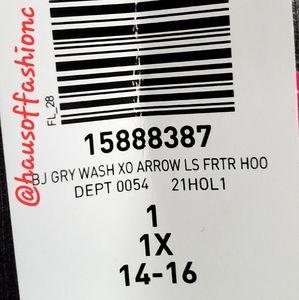 @hausoffashionc
FL_28
15888387
BJ GRY WASH XO ARROW LS FRTR HOO
DEPT 0054 21HOL1
1
1X
14-16